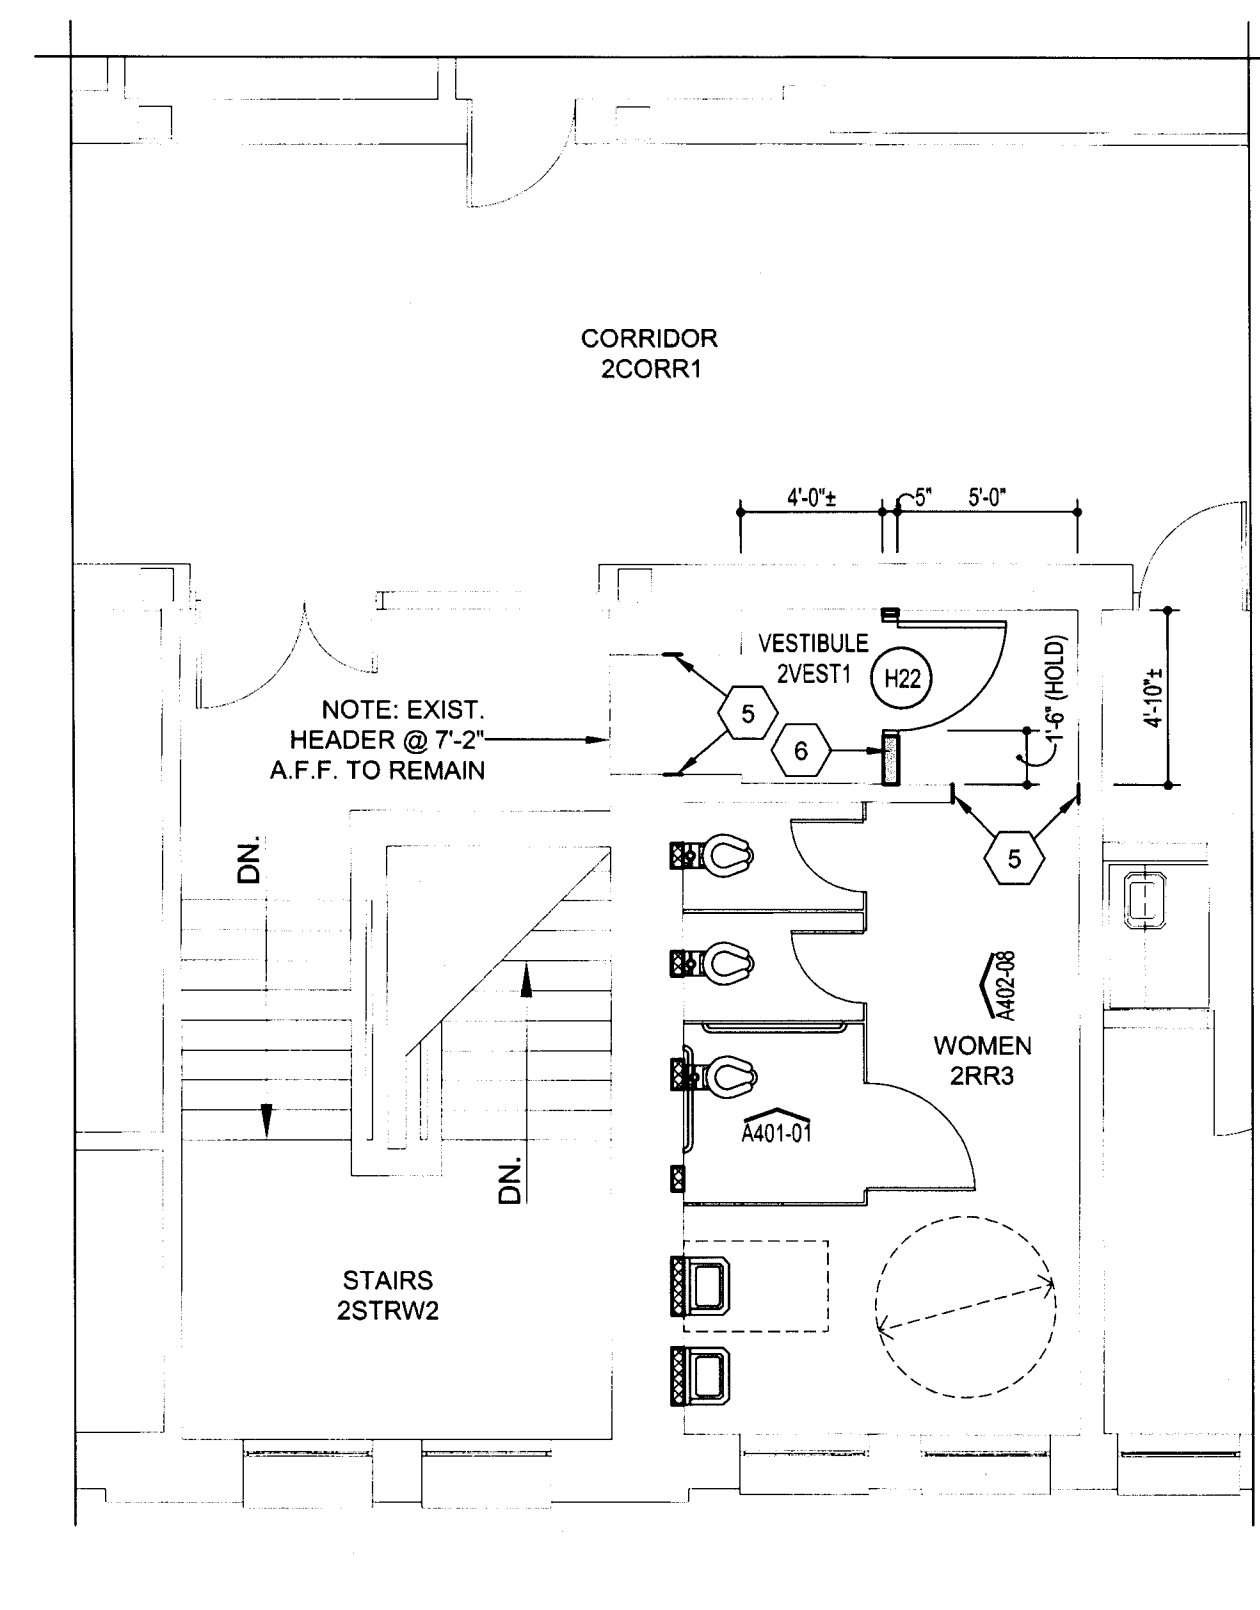 CORRIDOR
2CORR1
4'-0"±
5"
5'-0"
VESTIBULE
2VEST1
H22
1'-6" (HOLD)
4'-10"±
NOTE: EXIST.
HEADER @ 7'-2"
A.F.F. TO REMAIN
5
6
5
DN.
A402-08
WOMEN
2RR3
A401-01
DN.
STAIRS
2STRW2